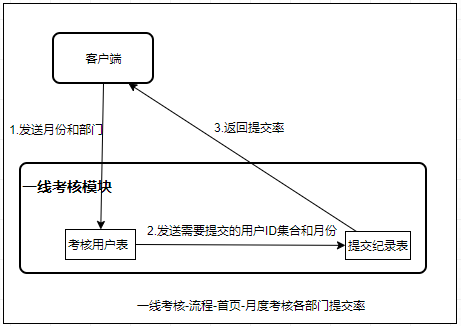 客户端
1.发送月份和部门
3.返回提交率
一线考核模块
考核用户表
2.发送需要提交的用户ID集合和月份
提交纪录表
一线考核-流程-首页-月度考核各部门提交率